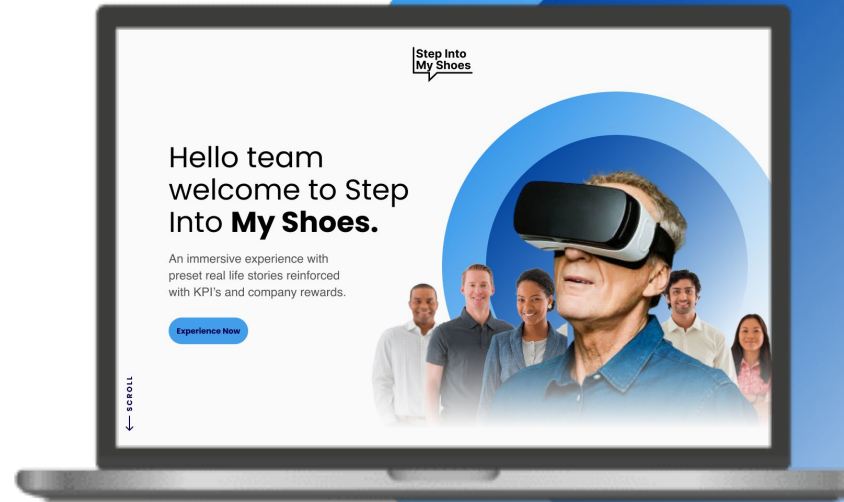 Step Into
My Shoes
Hello team
welcome to Step
Into My Shoes.
An immersive experience with
preset real life stories reinforced
with KPI's and company rewards.
Experience Now
SCROLL